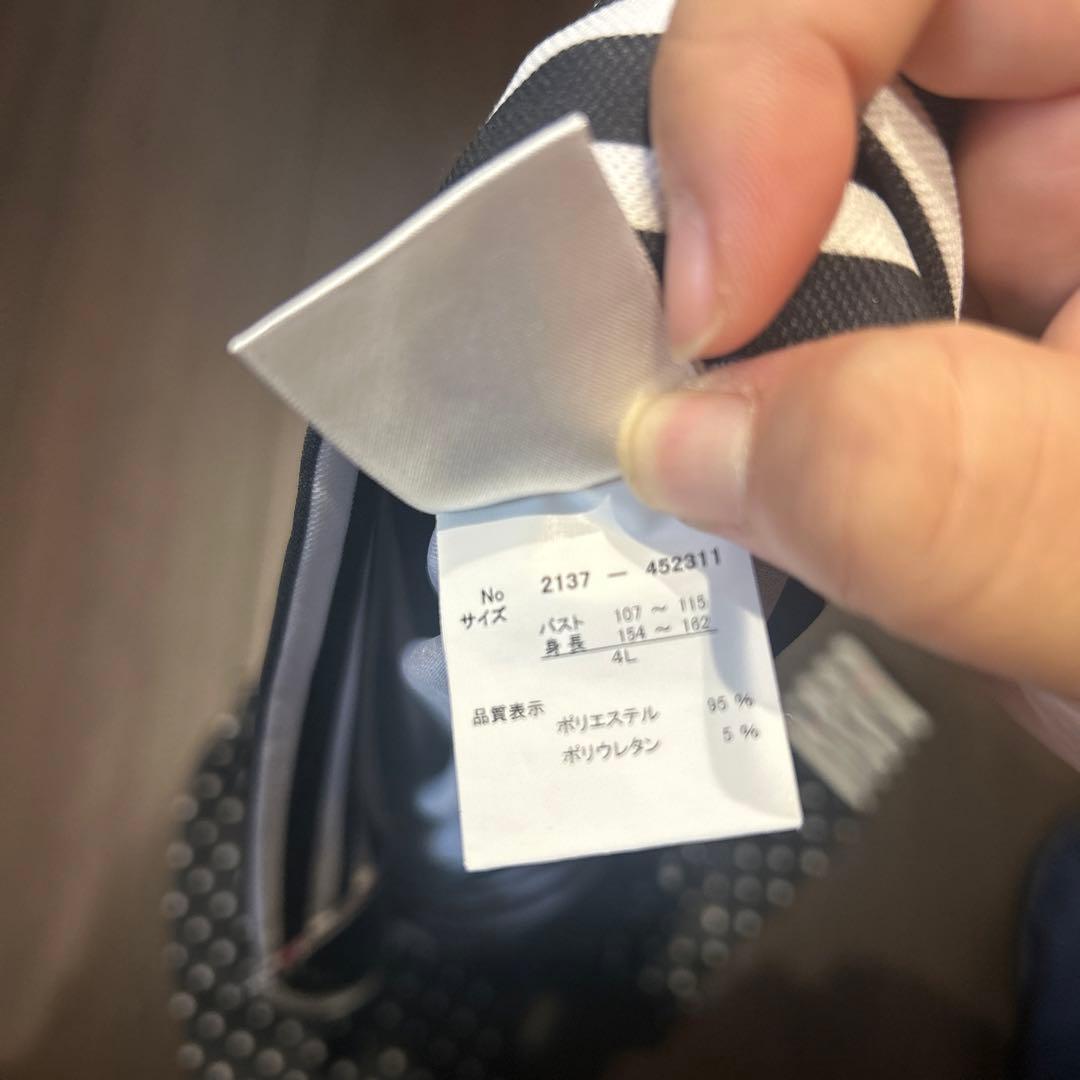 No 2137 − 452311
サイズ バスト 107 ~ 115
身長 154 ~ 162
4L
品質表示 ポリエステル 95 %
ポリウレタン 5 %